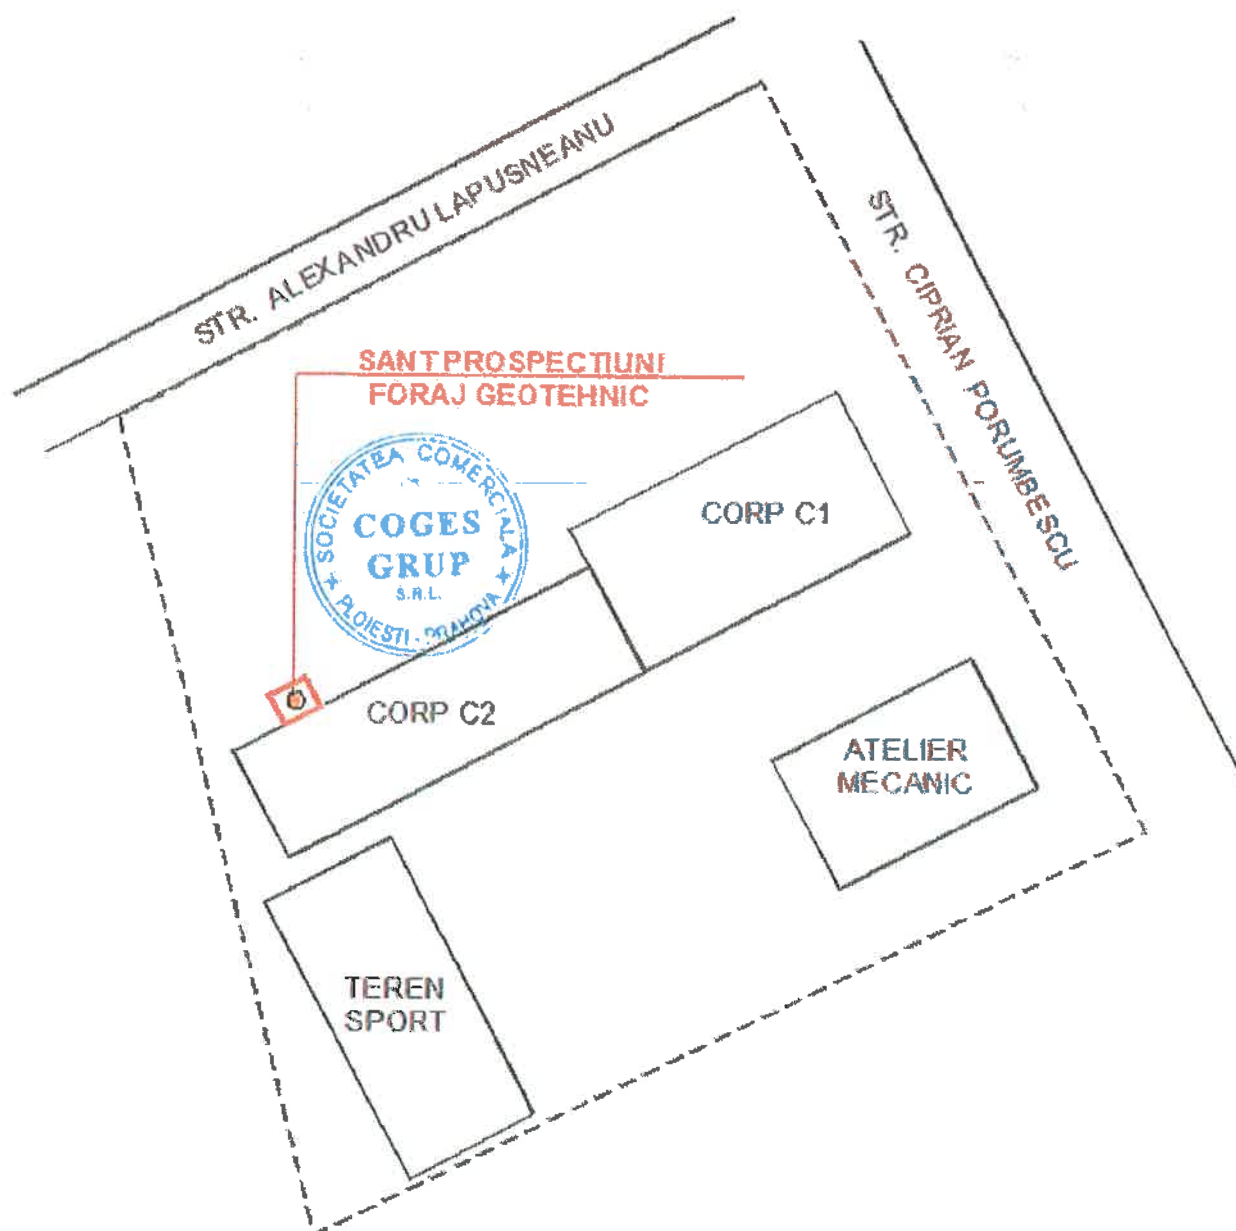 STR. ALEXANDRU LAPUSNEANU
STR. CIPRIAN PORUMBESCU
SANT PROSPECTIUNI
FORAJ GEOTEHNIC
SOCIETATEA COMERCIALA
COGES
GRUP
S.R.L.
PLOIESTI - PRAHOVA
CORP C1
CORP C2
ATELIER
MECANIC
TEREN
SPORT